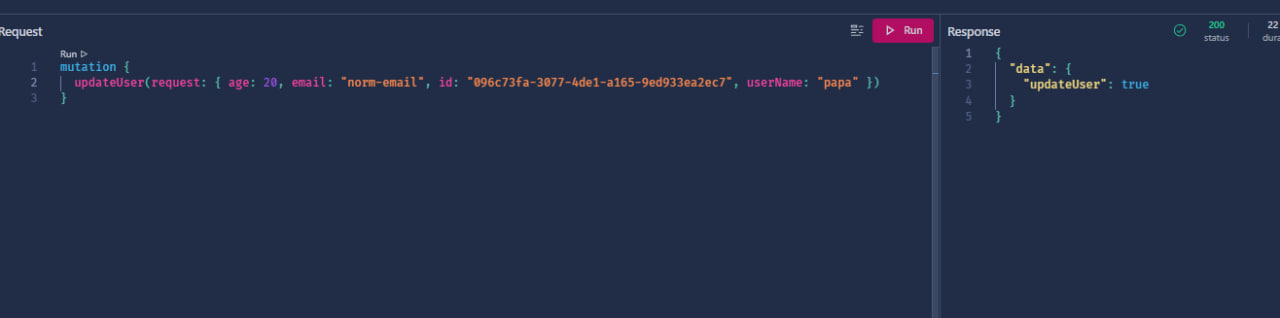 Request
Run
Response
200
status
22
Run
1 mutation {
2 updateUser(request: { age: 20, email: "norm-email", id: "096c73fa-3077-4de1-a165-9ed933ea2ec7", userName: "papa" })
3 }
1 {
2 "data": {
3 "updateUser": true
4 }
5 }